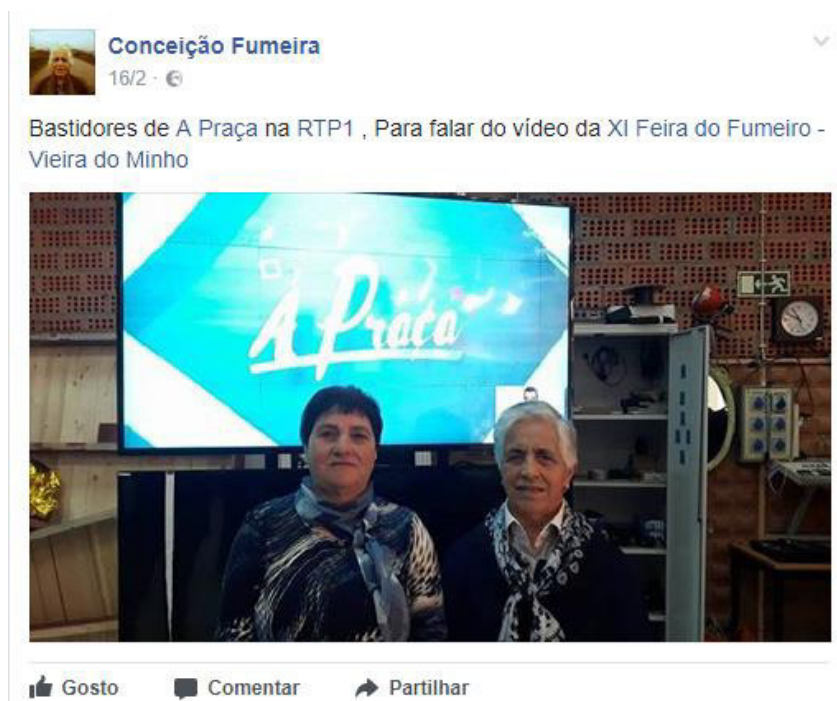 Conceição Fumeira
16/2 ·
Bastidores de A Praça na RTP1 , Para falar do vídeo da XI Feira do Fumeiro -
Vieira do Minho
A Praça
Gosto Comentar Partilhar